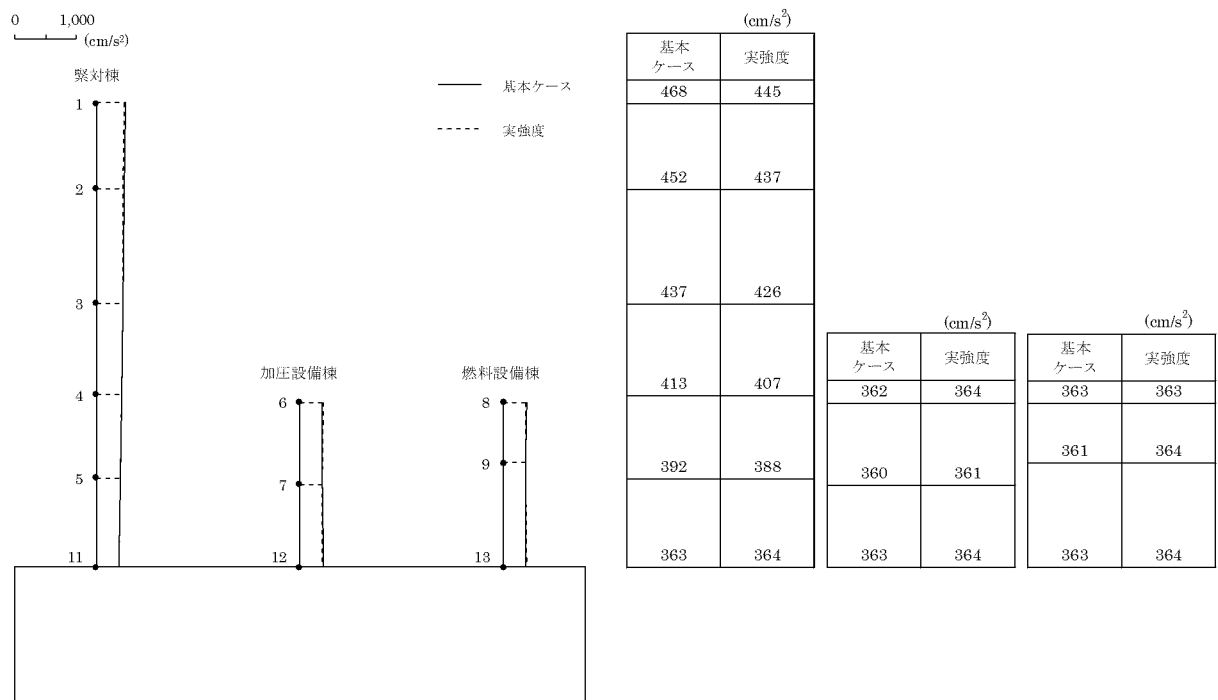 0 1,000
(cm/s²)
緊対棟
基本ケース
実強度
1
2
3
4
5
11
加圧設備棟
6
7
12
燃料設備棟
8
9
13
(cm/s²)
基本
ケース 実強度
468 445
452 437
437 426
413 407
392 388
363 364
(cm/s²)
基本
ケース 実強度
362 364
360 361
363 364
(cm/s²)
基本
ケース 実強度
363 363
361 364
363 364